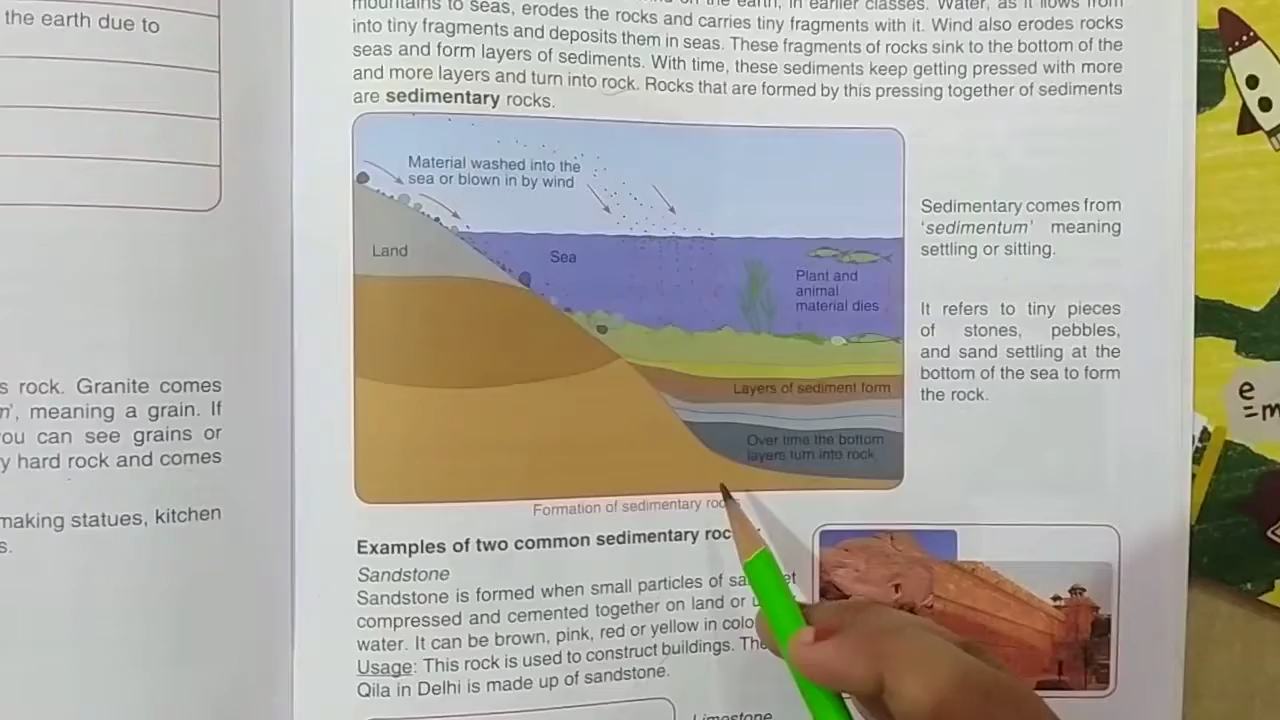 the earth due to
s rock. Granite comes
n', meaning a grain. If
ou can see grains or
y hard rock and comes
making statues, kitchen
s.
mountains to seas, erodes the rocks and carries tiny fragments with it. Wind also erodes rocks
into tiny fragments and deposits them in seas. These fragments of rocks sink to the bottom of the
seas and form layers of sediments. With time, these sediments keep getting pressed with more
and more layers and turn into rock. Rocks that are formed by this pressing together of sediments
are sedimentary rocks.
Material washed into the
sea or blown in by wind
Land
Sea
Plant and
animal
material dies
Layers of sediment form
Over time the bottom
layers turn into rock
Formation of sedimentary
Sedimentary comes from
'sedimentum' meaning
settling or sitting.
It refers to tiny pieces
of stones, pebbles,
and sand settling at the
bottom of the sea to form
the rock.
Examples of two common sedimentary
Sandstone
Sandstone is formed when small particles of
compressed and cemented together on land or
water. It can be brown, pink, red or yellow in
Usage: This rock is used to construct buildings.
Qila in Delhi is made up of sandstone.
Limestone
e
=m